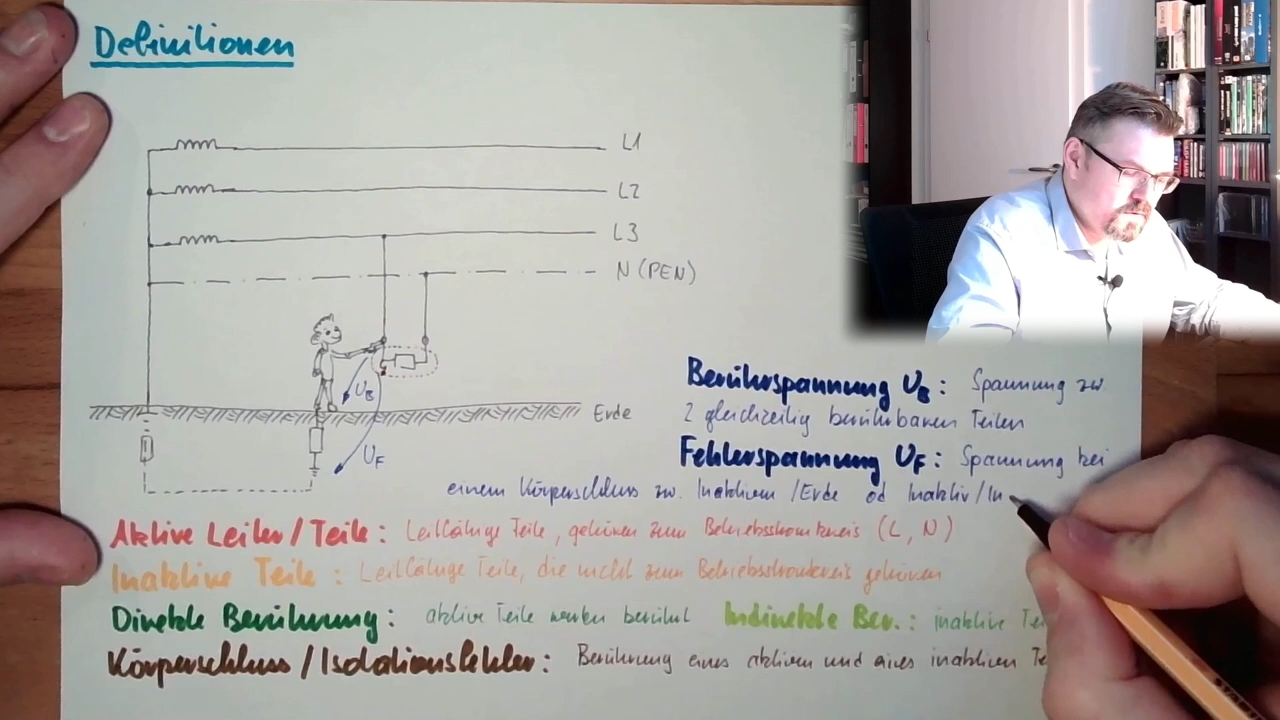 Definitionen
L1
L2
L3
N (PEN)
U_B
Erde
U_F
Berührspannung U_B : Spannung zw
2 gleichzeitig berührbaren Teilen
Fehlerspannung U_F : Spannung bei
einem Körperschluss zw. Inaktivem / Erde od Inaktiv / In
Aktive Leiter / Teile : Leitfähige Teile, gehören zum Betriebsstromkreis (L, N)
Inaktive Teile : Leitfähige Teile, die nicht zum Betriebsstromkreis gehören
Direkte Berührung : aktive Teile werden berührt Indirekte Ber. : inaktive Tei
Körperschluss / Isolationsfehler : Berührung eines aktiven und eines inaktiven Te